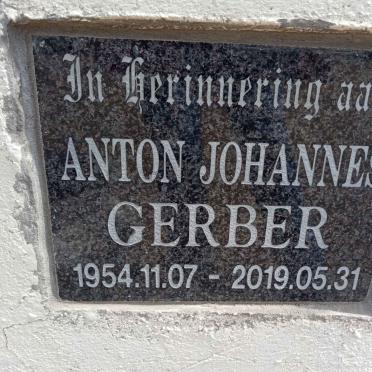 In Herinnering aa
ANTON JOHANNES
GERBER
1954.11.07 - 2019.05.31